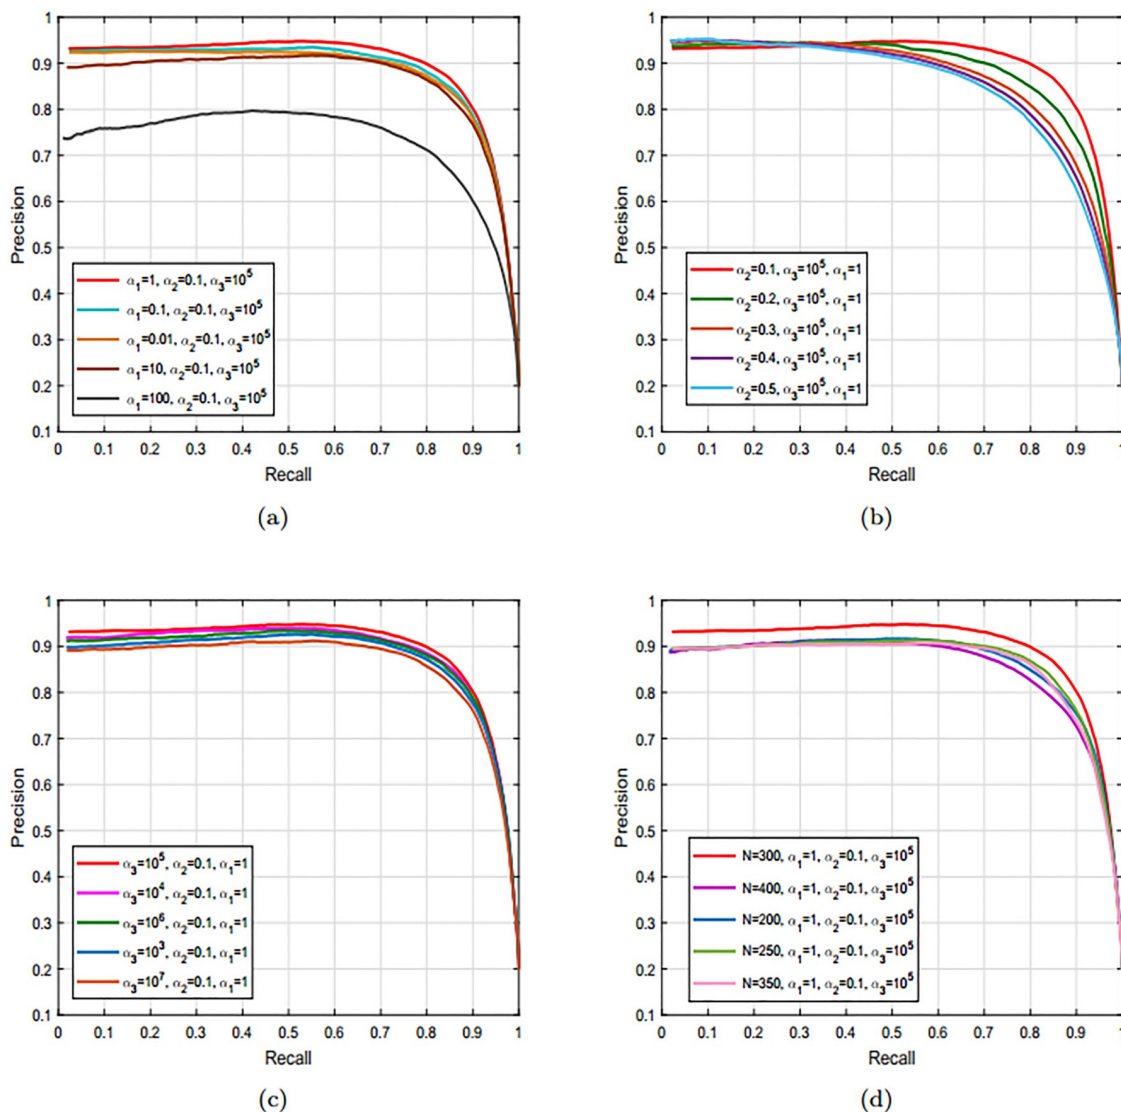 1
0.9
0.8
0.7
0.6
0.5
0.4
0.3
0.2
0.1
Precision
α1=1, α2=0.1, α3=10^5
α1=0.1, α2=0.1, α3=10^5
α1=0.01, α2=0.1, α3=10^5
α1=10, α2=0.1, α3=10^5
α1=100, α2=0.1, α3=10^5
0 0.1 0.2 0.3 0.4 0.5 0.6 0.7 0.8 0.9 1
Recall
(a)
1
0.9
0.8
0.7
0.6
0.5
0.4
0.3
0.2
0.1
Precision
α2=0.1, α3=10^5, α1=1
α2=0.2, α3=10^5, α1=1
α2=0.3, α3=10^5, α1=1
α2=0.4, α3=10^5, α1=1
α2=0.5, α3=10^5, α1=1
0 0.1 0.2 0.3 0.4 0.5 0.6 0.7 0.8 0.9 1
Recall
(b)
1
0.9
0.8
0.7
0.6
0.5
0.4
0.3
0.2
0.1
Precision
α3=10^5, α2=0.1, α1=1
α3=10^4, α2=0.1, α1=1
α3=10^6, α2=0.1, α1=1
α3=10^3, α2=0.1, α1=1
α3=10^7, α2=0.1, α1=1
0 0.1 0.2 0.3 0.4 0.5 0.6 0.7 0.8 0.9 1
Recall
(c)
1
0.9
0.8
0.7
0.6
0.5
0.4
0.3
0.2
0.1
Precision
N=300, α1=1, α2=0.1, α3=10^5
N=400, α1=1, α2=0.1, α3=10^5
N=200, α1=1, α2=0.1, α3=10^5
N=250, α1=1, α2=0.1, α3=10^5
N=350, α1=1, α2=0.1, α3=10^5
0 0.1 0.2 0.3 0.4 0.5 0.6 0.7 0.8 0.9 1
Recall
(d)